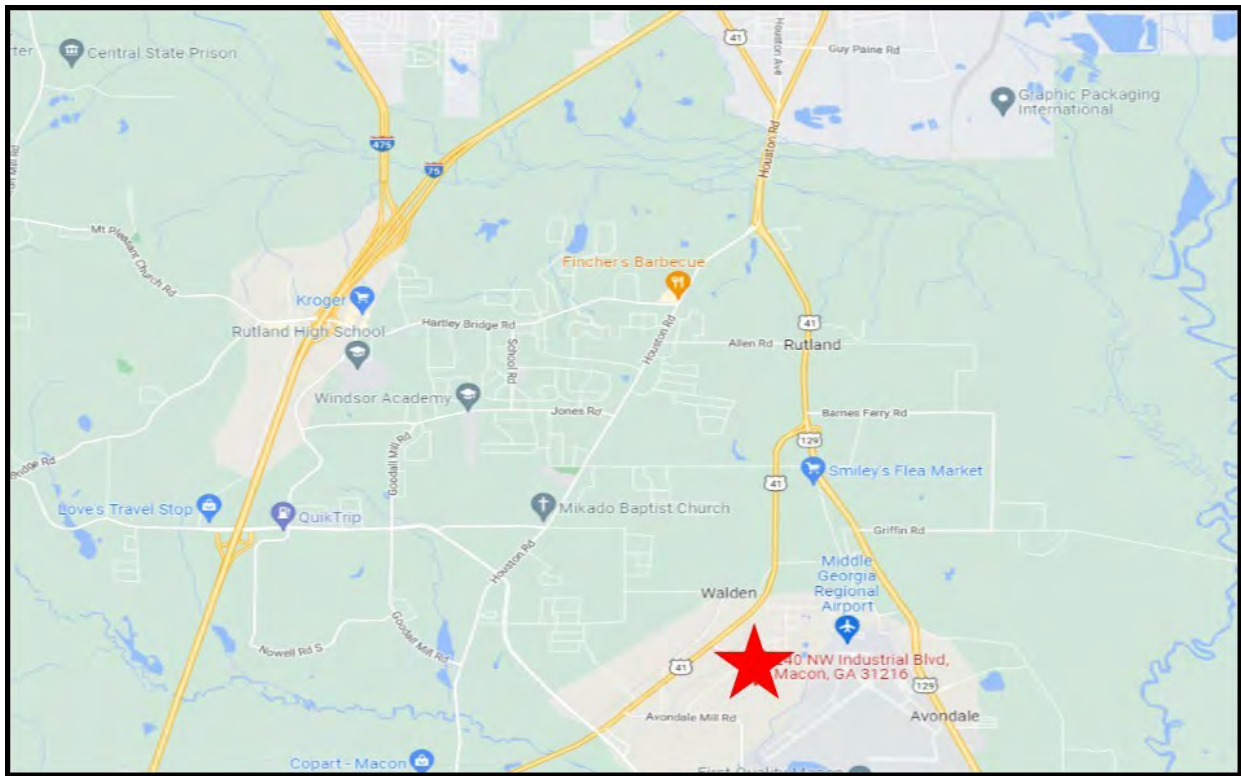 41
Houston Ave
Guy Paine Rd
Central State Prison
Graphic Packaging
International
475
75
Houston Rd
Mt Pleasant Church Rd
Fincher's Barbecue
Kroger
Rutland High School
Hartley Bridge Rd
School Rd
Houston Rd
Allen Rd
41
Rutland
Windsor Academy
Jones Rd
Barnes Ferry Rd
129
Goodall Mill Rd
41
Smiley's Flea Market
Love's Travel Stop
QuikTrip
Mikado Baptist Church
Griffin Rd
Houston Rd
Middle
Georgia
Regional
Airport
Walden
Goodall Mill Rd
Nowell Rd S
41
40 NW Industrial Blvd,
Macon, GA 31216
129
Avondale Mill Rd
Avondale
Copart - Macon